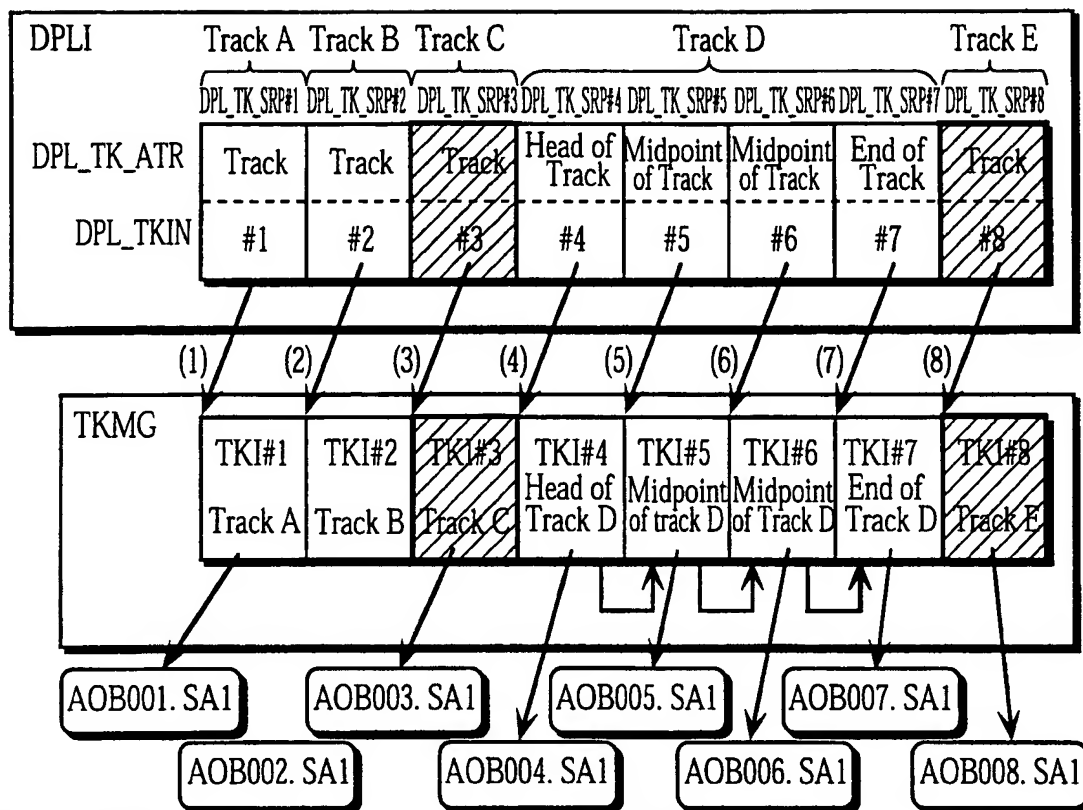 DPLI Track A Track B Track C Track D Track E
DPL_TK_SRP#1 DPL_TK_SRP#2 DPL_TK_SRP#3 DPL_TK_SRP#4 DPL_TK_SRP#5 DPL_TK_SRP#6 DPL_TK_SRP#7 DPL_TK_SRP#8
DPL_TK_ATR Track Track Track Head of Track Midpoint of Track Midpoint of Track End of Track Track
DPL_TKIN #1 #2 #3 #4 #5 #6 #7 #8
(1) (2) (3) (4) (5) (6) (7) (8)
TKMG
TKI#1 TKI#2 TKI#3 TKI#4 TKI#5 TKI#6 TKI#7 TKI#8
Track A Track B Track C Head of Track D Midpoint of track D Midpoint of Track D End of Track D Track E
AOB001. SA1 AOB003. SA1 AOB005. SA1 AOB007. SA1
AOB002. SA1 AOB004. SA1 AOB006. SA1 AOB008. SA1